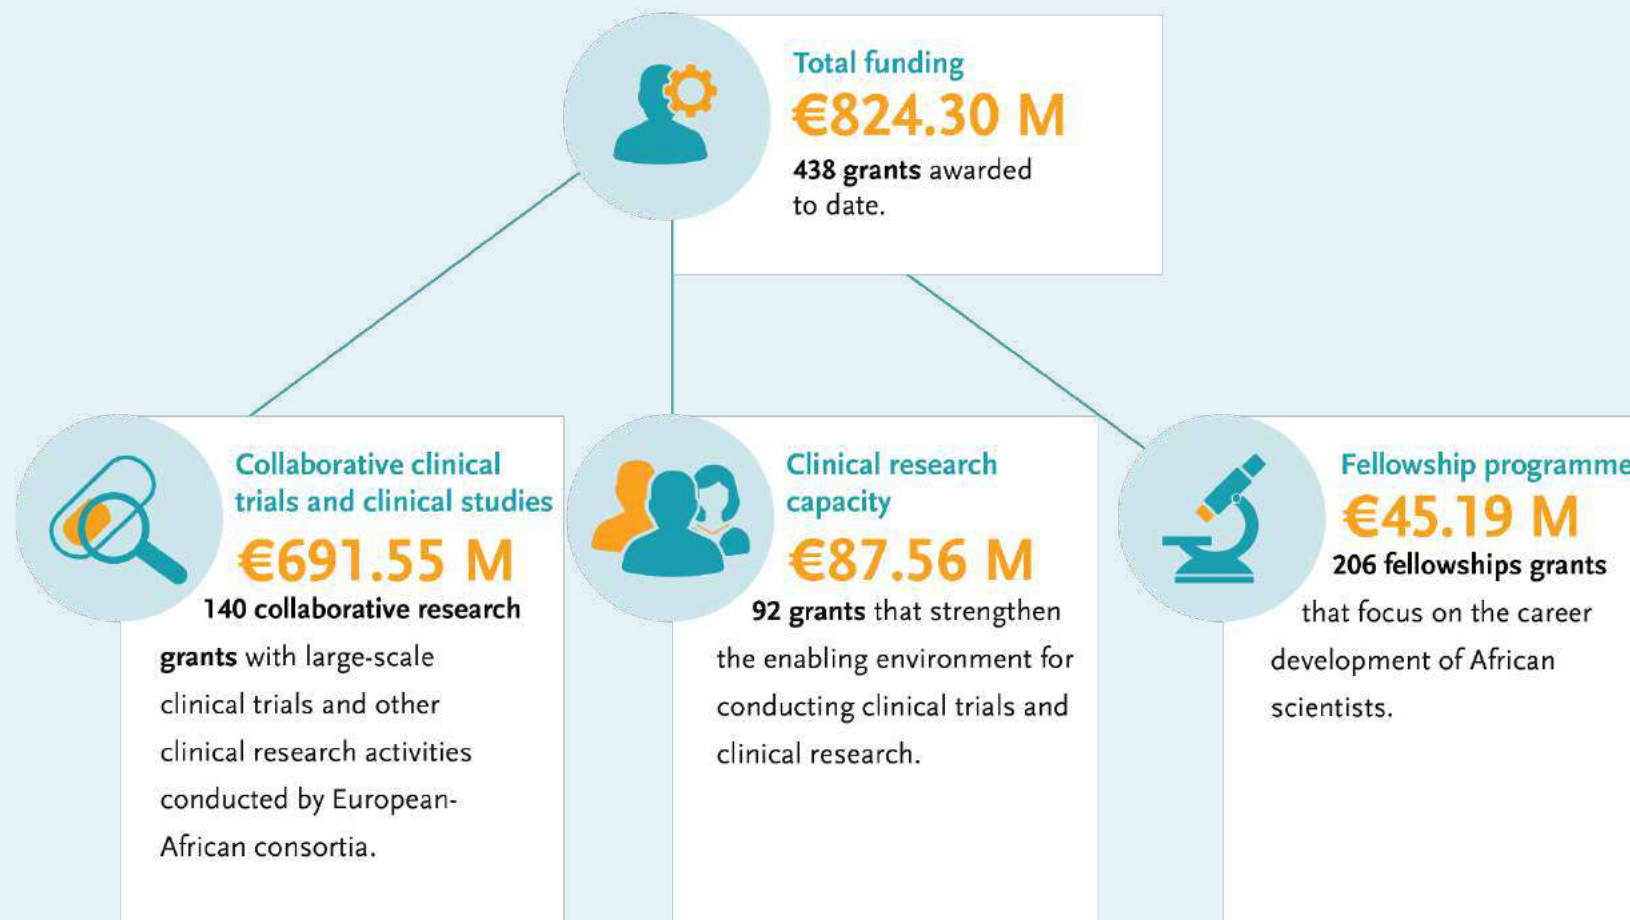 Total funding
€824.30 M
438 grants awarded
to date.
Collaborative clinical
trials and clinical studies
€691.55 M
140 collaborative research
grants with large-scale
clinical trials and other
clinical research activities
conducted by European-
African consortia.
Clinical research
capacity
€87.56 M
92 grants that strengthen
the enabling environment for
conducting clinical trials and
clinical research.
Fellowship programme
€45.19 M
206 fellowships grants
that focus on the career
development of African
scientists.